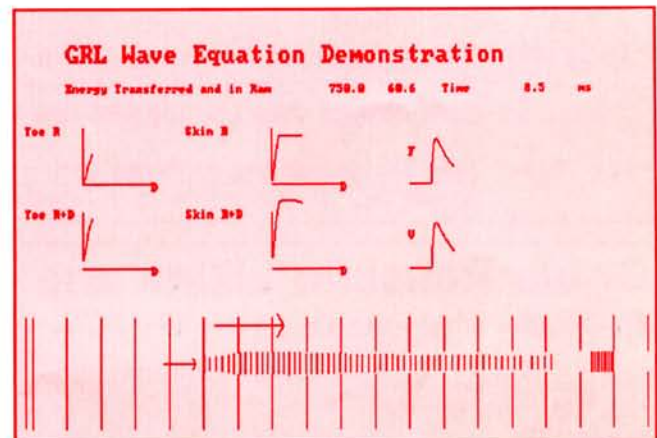 GRL Wave Equation Demonstration
Energy Transferred and in Ram 750.0 60.6 Time 8.5 ms
Toe R D Skin R D F
Toe R+D D Skin R+D D V